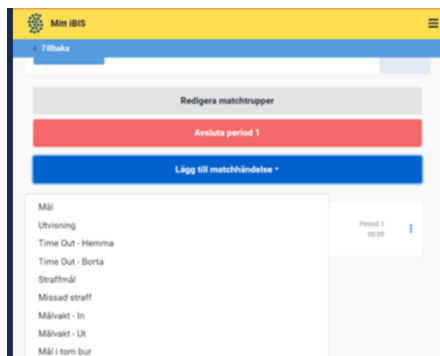 Mitt iBIS
Tillbaka
Redigera matchtrupper
Avsluta period 1
Lägg till matchhändelse
Mål
Utvisning
Period 1
00:00
Time Out - Hemma
Time Out - Borta
Straffmål
Missad straff
Målvakt - In
Målvakt - Ut
Mål i tom bur